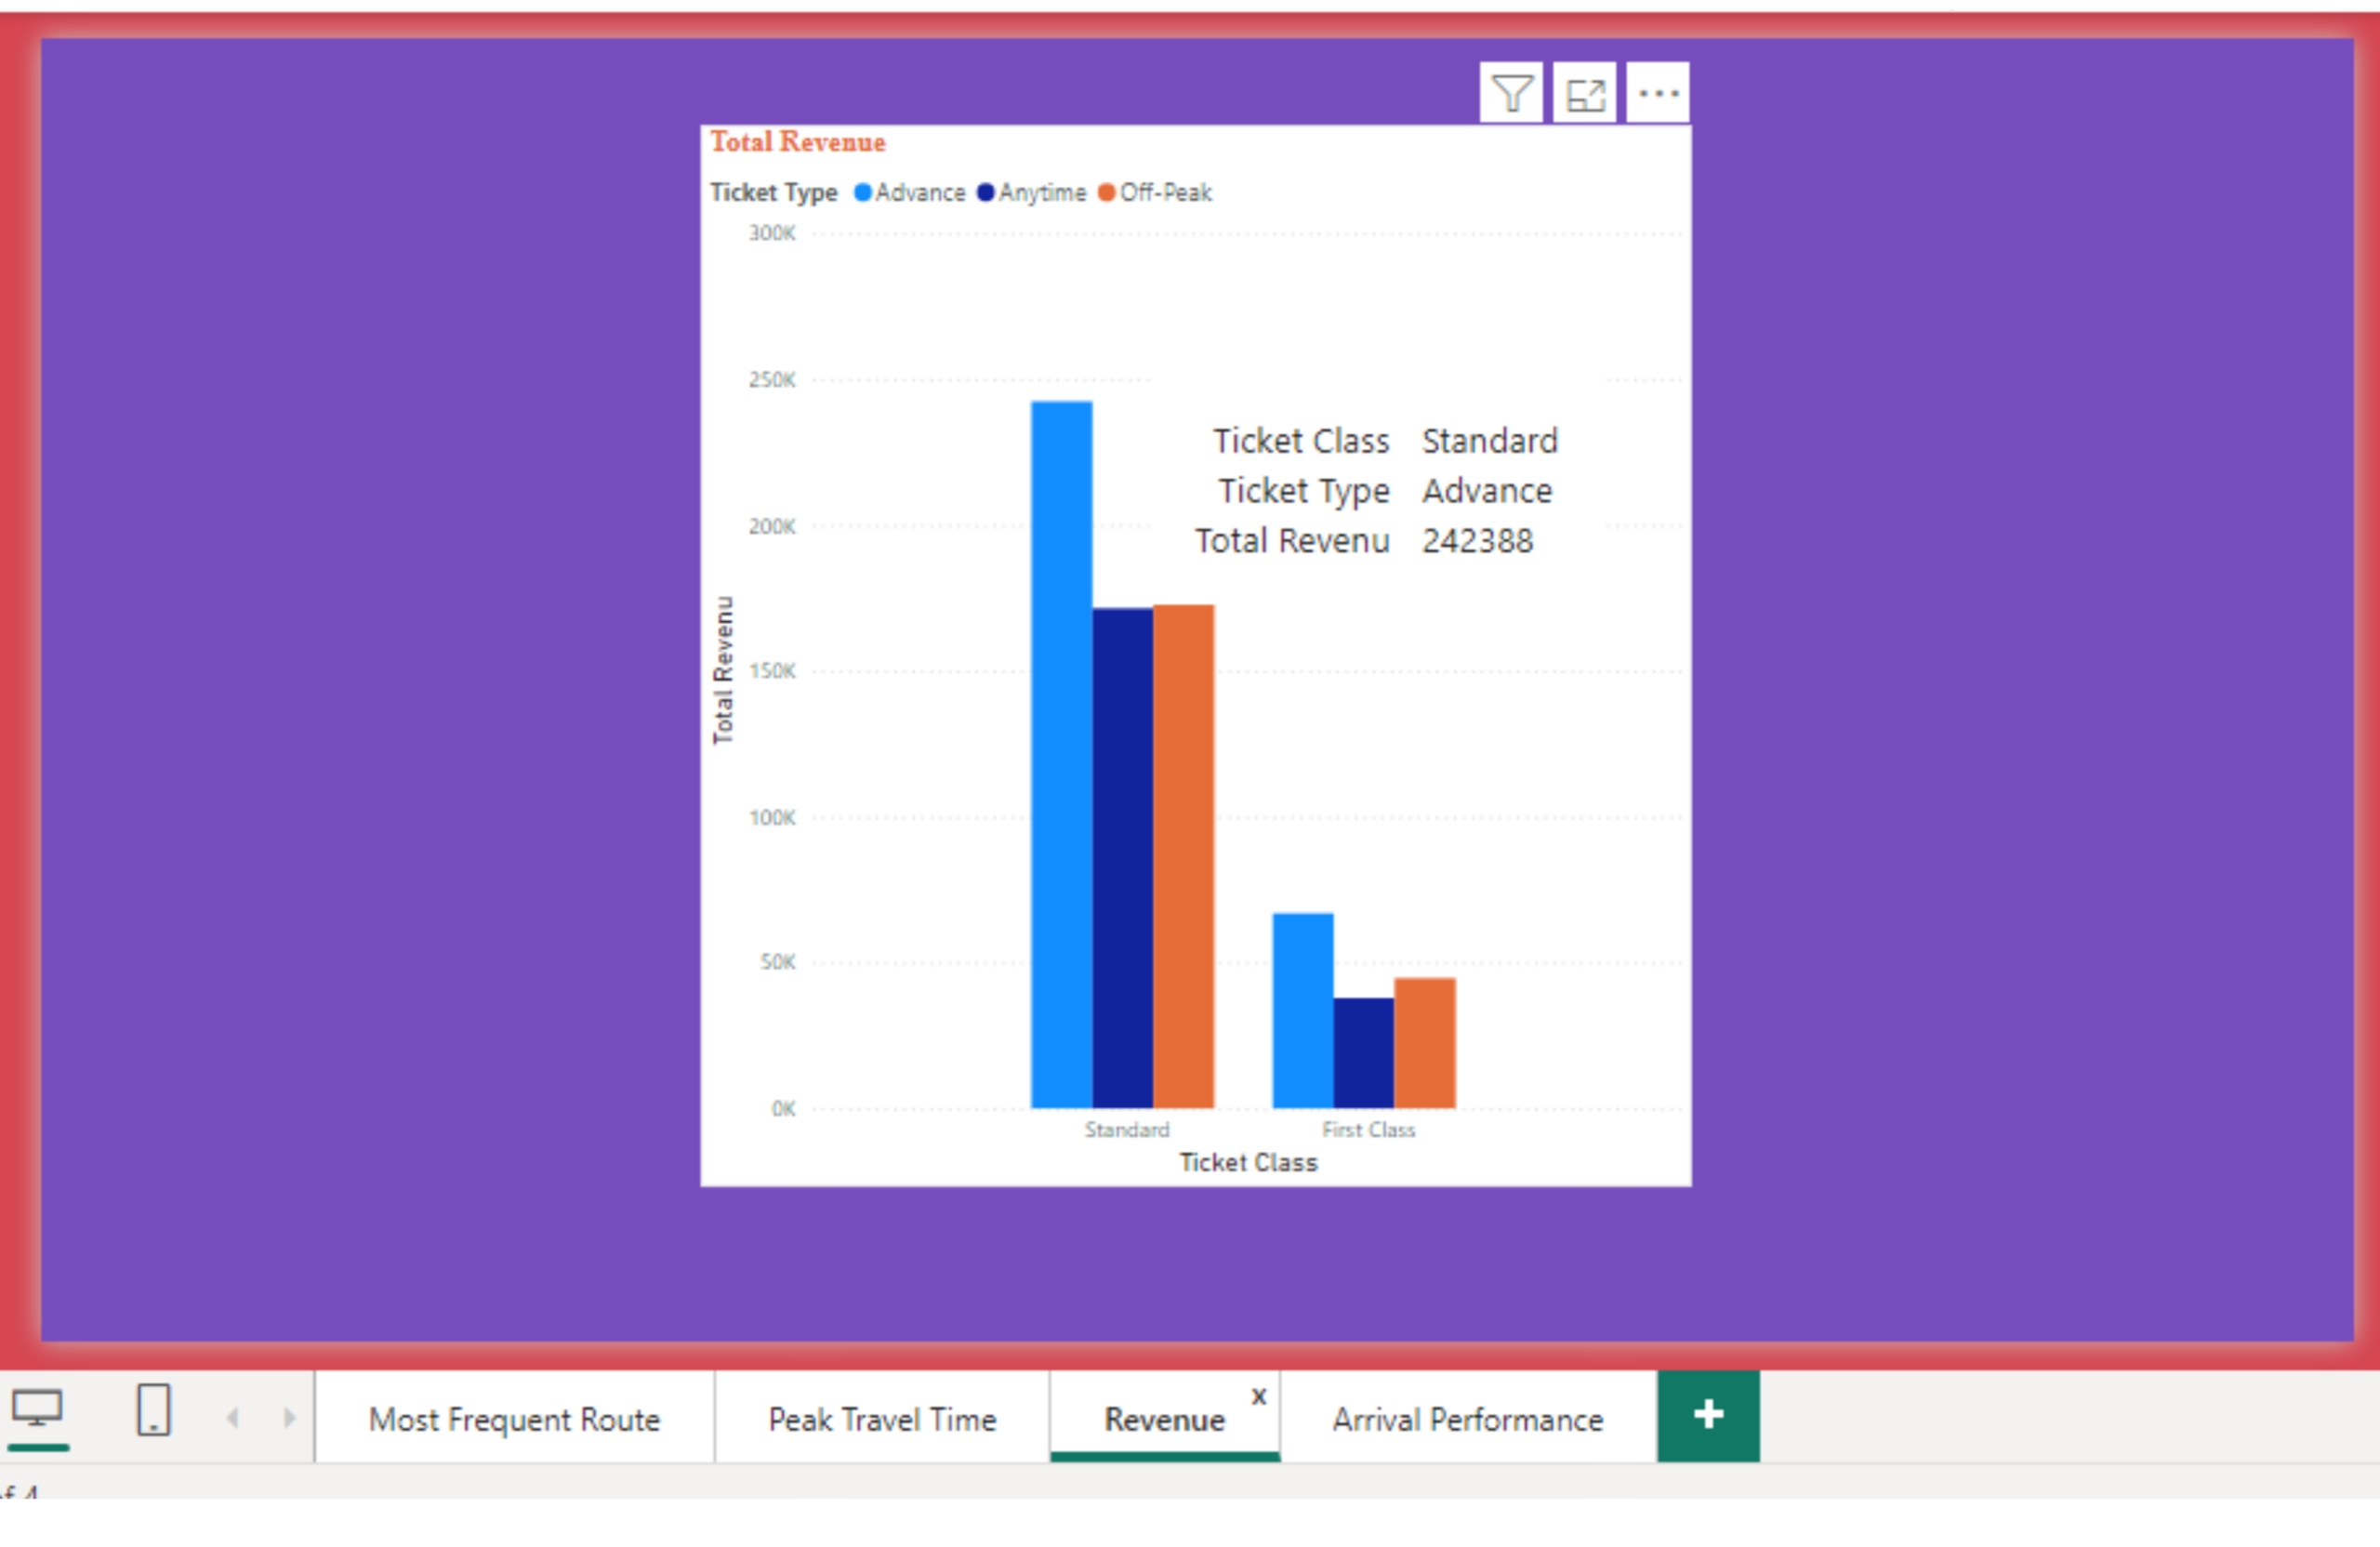 Total Revenue
Ticket Type Advance Anytime Off-Peak
300K
250K
200K
150K
100K
50K
0K
Total Revenu
Ticket Class Standard
Ticket Type Advance
Total Revenu 242388
Standard First Class
Ticket Class
Most Frequent Route Peak Travel Time Revenue x Arrival Performance +
of 4